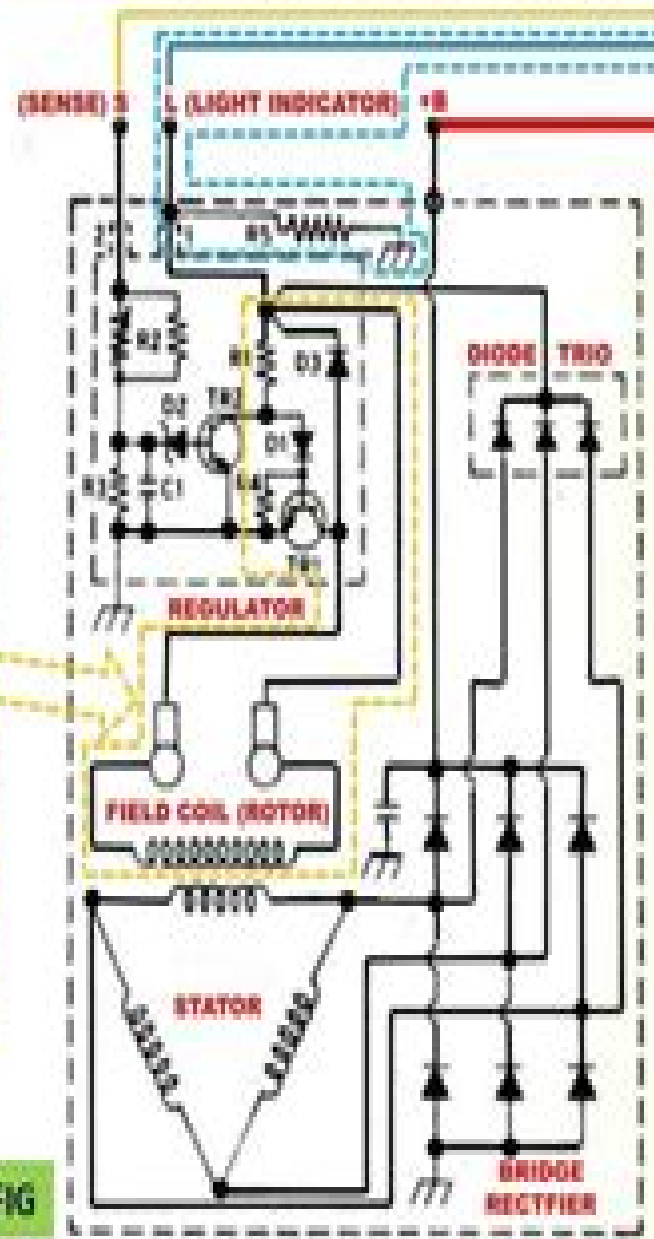 (SENSE) S L (LIGHT INDICATOR) +B
R5
R2
R1
D3
DIODE TRIO
D2
TR2
D1
R3
C1
R4
TR1
REGULATOR
FIELD COIL (ROTOR)
STATOR
BRIDGE
RECTFIER
FIG